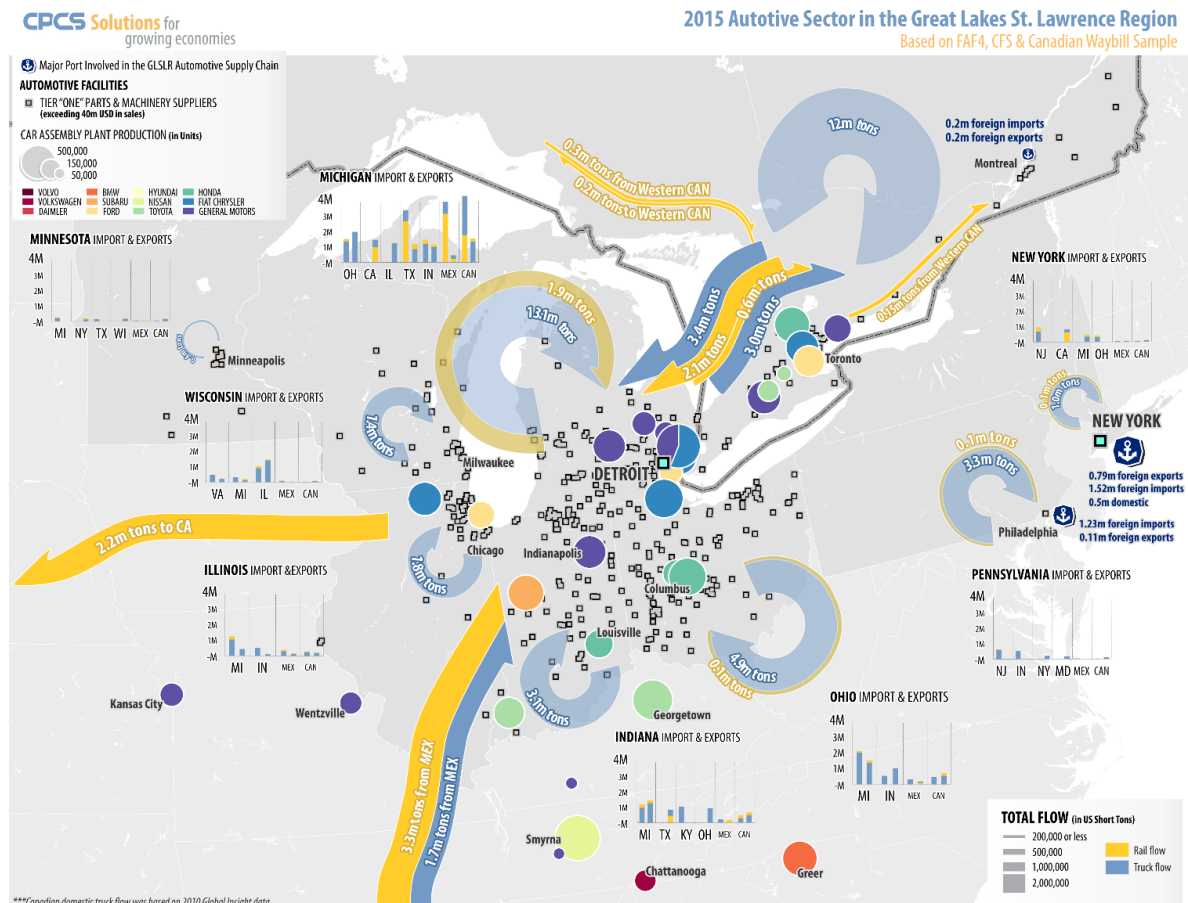 CPCS Solutions for
growing economies
2015 Autotive Sector in the Great Lakes St. Lawrence Region
Based on FAF4, CFS & Canadian Waybill Sample
Major Port Involved in the GLSLR Automotive Supply Chain
AUTOMOTIVE FACILITIES
TIER "ONE" PARTS & MACHINERY SUPPLIERS
(exceeding 40m USD in sales)
CAR ASSEMBLY PLANT PRODUCTION (in Units)
500,000
150,000
50,000
VOLVO BMW HYUNDAI HONDA
VOLKSWAGEN SUBARU NISSAN FIAT CHRYSLER
DAIMLER FORD TOYOTA GENERAL MOTORS
12m tons
0.2m foreign imports
0.2m foreign exports
Montreal
0.3m tons from Western CAN
0.2m tons to Western CAN
MICHIGAN IMPORT & EXPORTS
4M
3M
2M
1M
-M
OH CA IL TX IN MEX CAN
MINNESOTA IMPORT & EXPORTS
4M
3M
2M
1M
-M
MI NY TX WI MEX CAN
Minneapolis
0.15m tons from Western CAN
NEW YORK IMPORT & EXPORTS
4M
3M
2M
1M
-M
NJ CA MI OH MEX CAN
1.9m tons
13.1m tons
3.4m tons
0.6m tons
2.1m tons
3.0m tons
Toronto
WISCONSIN IMPORT & EXPORTS
4M
3M
2M
1M
-M
VA MI IL MEX CAN
1.4m tons
Milwaukee
DETROIT
1.0m tons
NEW YORK
0.79m foreign exports
1.52m foreign imports
0.5m domestic
0.1m tons
3.3m tons
Philadelphia
1.23m foreign imports
0.11m foreign exports
2.2m tons to CA
Chicago
Indianapolis
1.8m tons
Columbus
ILLINOIS IMPORT &EXPORTS
4M
3M
2M
1M
-M
MI IN MEX CAN
PENNSYLVANIA IMPORT & EXPORTS
4M
3M
2M
1M
-M
NJ IN NY MD MEX CAN
Louisville
4.9m tons
0.1m tons
3.1m tons
Kansas City
Wentzville
Georgetown
OHIO IMPORT & EXPORTS
4M
3M
2M
1M
-M
MI IN MEX CAN
INDIANA IMPORT & EXPORTS
4M
3M
2M
1M
-M
MI TX KY OH MEX CAN
3.3m tons from MEX
1.7m tons from MEX
Smyrna
Chattanooga
Greer
TOTAL FLOW (in US Short Tons)
200,000 or less
500,000
1,000,000
2,000,000
Rail flow
Truck flow
***Canadian domestic truck flow was based on 2010 Global Insight data